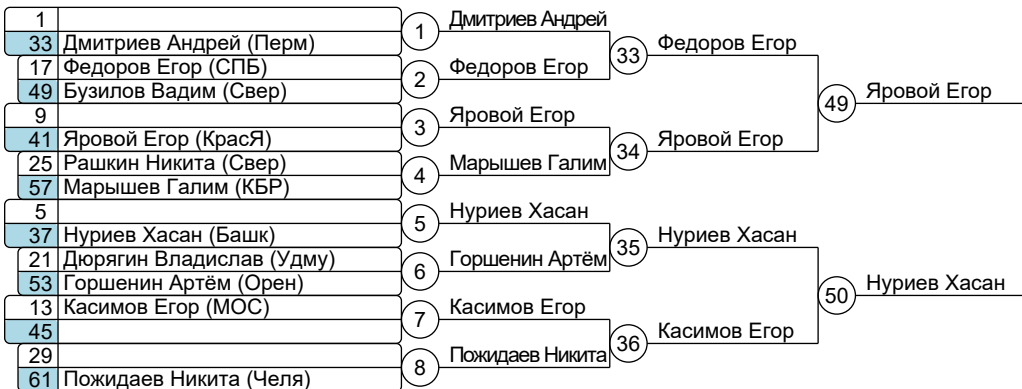 1
33 Дмитриев Андрей (Перм)
17 Федоров Егор (СПБ)
49 Бузилов Вадим (Свер)
9
41 Яровой Егор (КрасЯ)
25 Рашкин Никита (Свер)
57 Марышев Галим (КБР)
5
37 Нуриев Хасан (Башк)
21 Дюрягин Владислав (Удму)
53 Горшенин Артём (Орен)
13 Касимов Егор (МОС)
45
29
61 Пожидаев Никита (Челя)
1 Дмитриев Андрей
2 Федоров Егор
3 Яровой Егор
4 Марышев Галим
5 Нуриев Хасан
6 Горшенин Артём
7 Касимов Егор
8 Пожидаев Никита
33 Федоров Егор
34 Яровой Егор
35 Нуриев Хасан
36 Касимов Егор
49 Яровой Егор
50 Нуриев Хасан